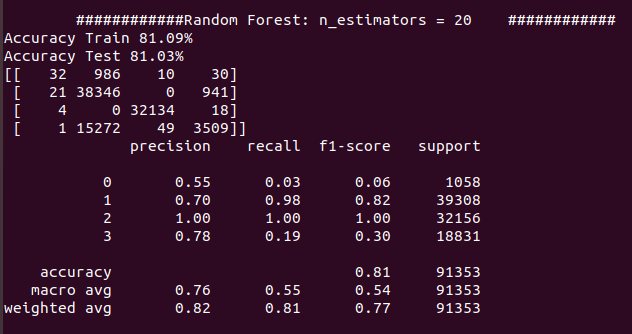 ############Random Forest: n_estimators = 20    ############
Accuracy Train 81.09%
Accuracy Test 81.03%
[[   32   986    10    30]
 [   21 38346     0   941]
 [    4     0 32134    18]
 [    1 15272    49  3509]]
              precision    recall  f1-score   support

           0       0.55      0.03      0.06      1058
           1       0.70      0.98      0.82     39308
           2       1.00      1.00      1.00     32156
           3       0.78      0.19      0.30     18831

    accuracy                           0.81     91353
   macro avg       0.76      0.55      0.54     91353
weighted avg       0.82      0.81      0.77     91353